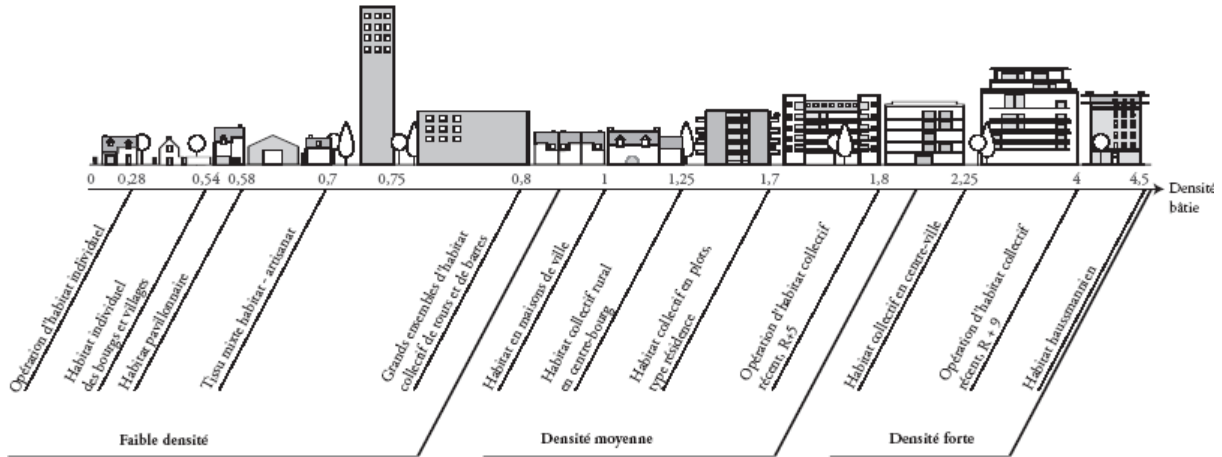 0 0,28 0,54 0,58 0,7 0,75 0,8 1 1,25 1,7 1,8 2,25 4 4,5
Densité
bâtie
Opération d'habitat individuel
Habitat individuel
des bourgs et villages
Habitat pavillonnaire
Tissu mixte habitat - artisanat
Grands ensembles d'habitat
collectif de tours et de barres
Habitat en maisons de ville
Habitat collectif rural
en centre-bourg
Habitat collectif en plots,
type résidence
Opération d'habitat collectif
récent, R+5
Habitat collectif en centre-ville
Opération d'habitat collectif
récent, R + 9
Habitat haussmannien
Faible densité
Densité moyenne
Densité forte